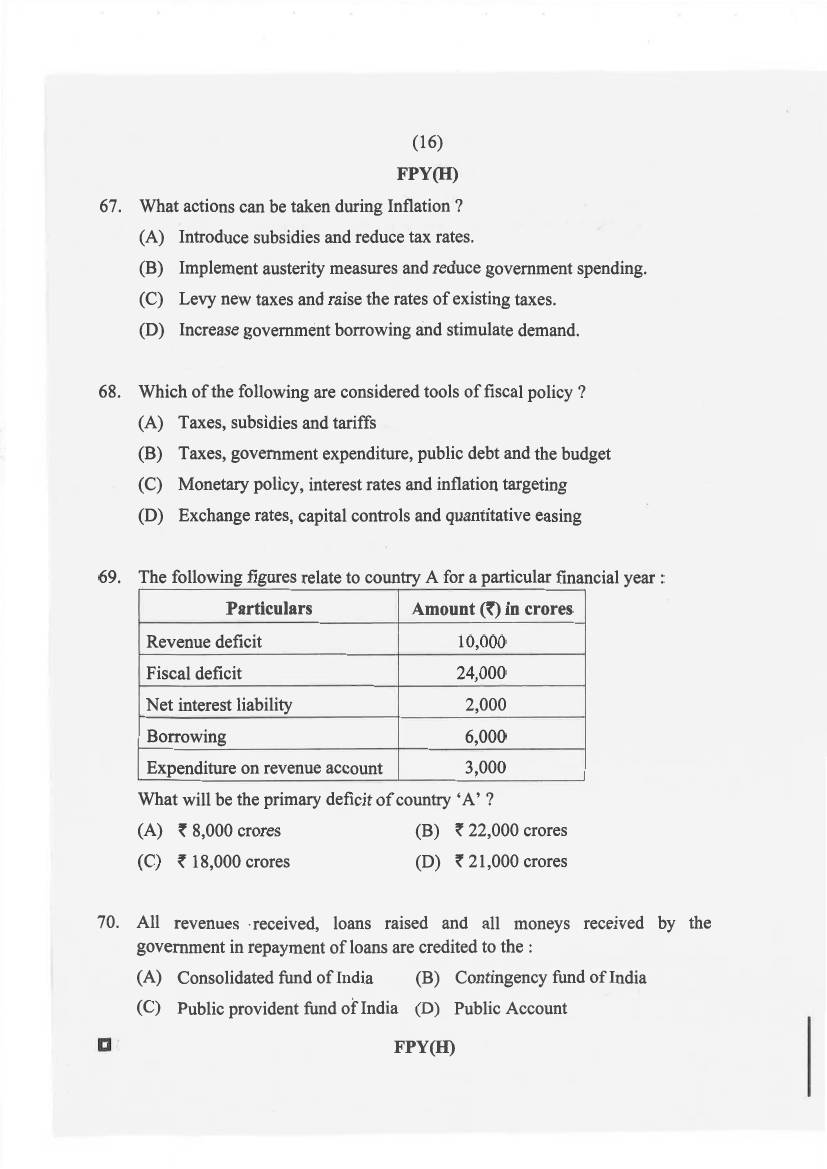 (16)
FPY(H)
67. What actions can be taken during Inflation ?
(A) Introduce subsidies and reduce tax rates.
(B) Implement austerity measures and reduce government spending.
(C) Levy new taxes and raise the rates of existing taxes.
(D) Increase government borrowing and stimulate demand.
68. Which of the following are considered tools of fiscal policy ?
(A) Taxes, subsidies and tariffs
(B) Taxes, government expenditure, public debt and the budget
(C) Monetary policy, interest rates and inflation targeting
(D) Exchange rates, capital controls and quantitative easing
69. The following figures relate to country A for a particular financial year :
Particulars Amount (₹) in crores
Revenue deficit 10,000
Fiscal deficit 24,000
Net interest liability 2,000
Borrowing 6,000
Expenditure on revenue account 3,000
What will be the primary deficit of country ‘A’ ?
(A) ₹ 8,000 crores (B) ₹ 22,000 crores
(C) ₹ 18,000 crores (D) ₹ 21,000 crores
70. All revenues received, loans raised and all moneys received by the
government in repayment of loans are credited to the :
(A) Consolidated fund of India (B) Contingency fund of India
(C) Public provident fund of India (D) Public Account
FPY(H)